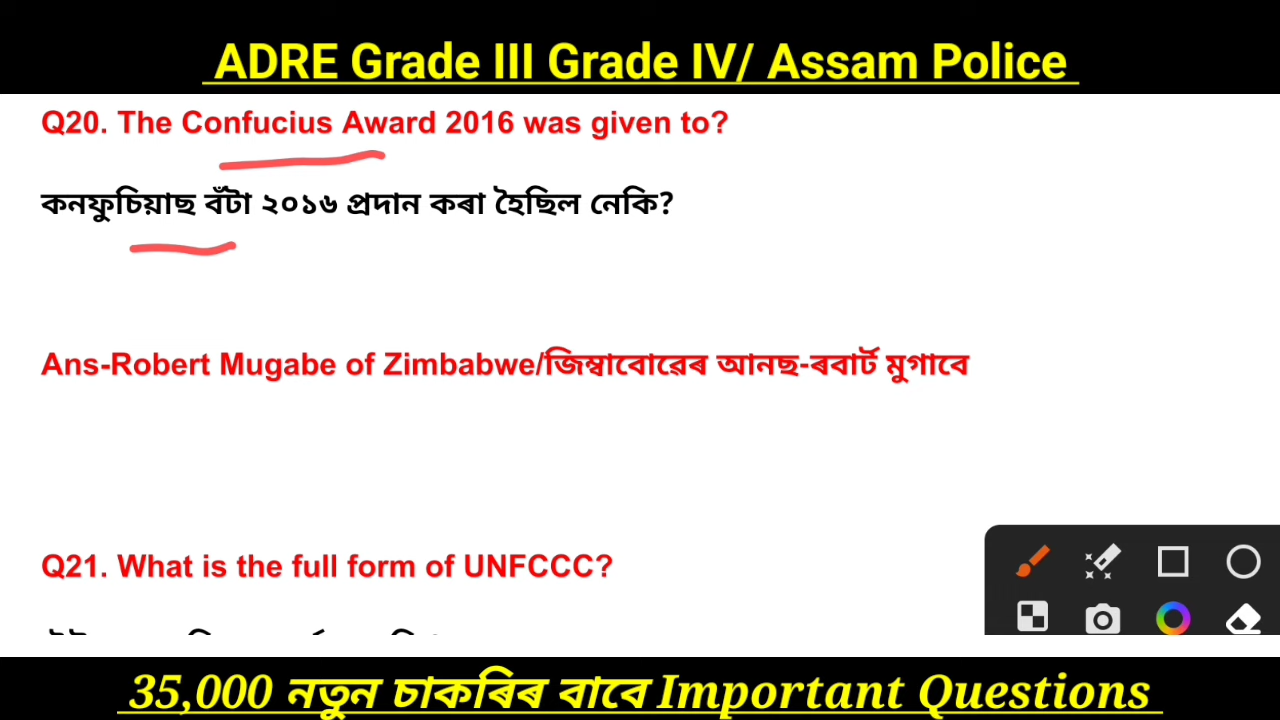 ADRE Grade III Grade IV/ Assam Police
Q20. The Confucius Award 2016 was given to?
কনফুচিয়াছ বঁটা ২০১৬ প্ৰদান কৰা হৈছিল নেকি?
Ans-Robert Mugabe of Zimbabwe/জিম্বাবোৱেৰ আনছ-ৰবাৰ্ট মুগাবে
Q21. What is the full form of UNFCCC?
35,000 নতুন চাকৰিৰ বাবে Important Questions